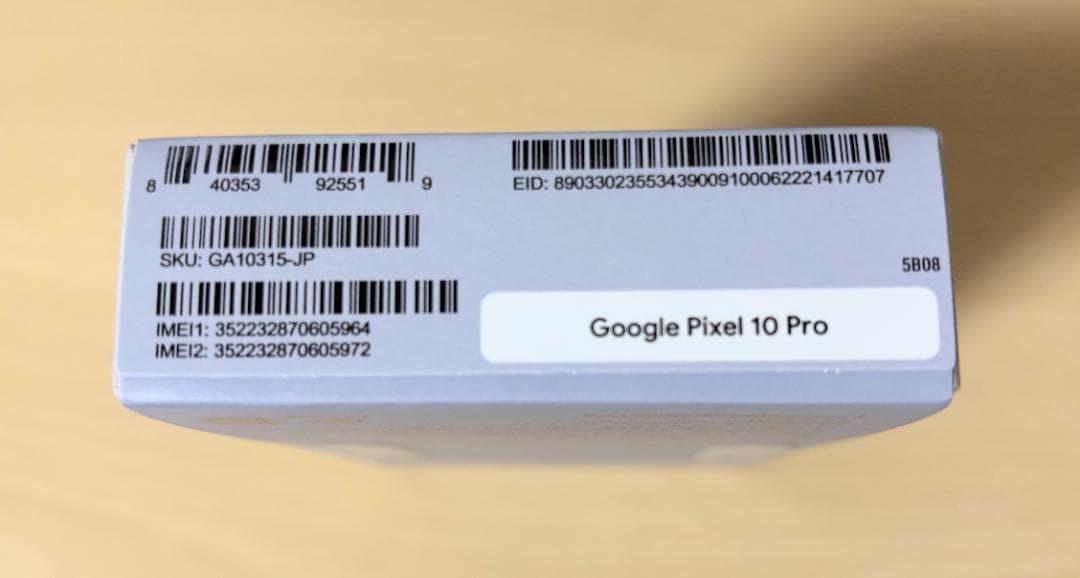 8 40353 92551 9
SKU: GA10315-JP
IMEI1: 352232870605964
IMEI2: 352232870605972
EID: 89033023553439009100062221417707
5B08
Google Pixel 10 Pro